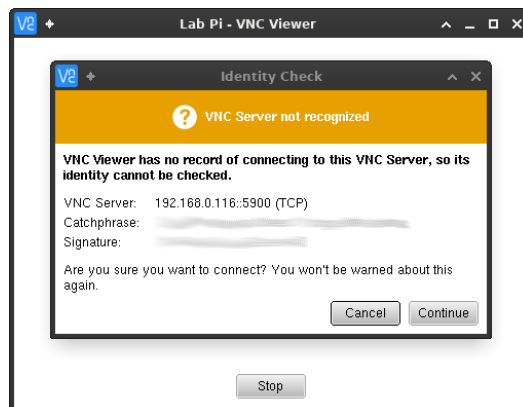 Lab Pi - VNC Viewer
Identity Check
VNC Server not recognized
VNC Viewer has no record of connecting to this VNC Server, so its
identity cannot be checked.
VNC Server: 192.168.0.116::5900 (TCP)
Catchphrase:
Signature:
Are you sure you want to connect? You won't be warned about this
again.
Cancel Continue
Stop